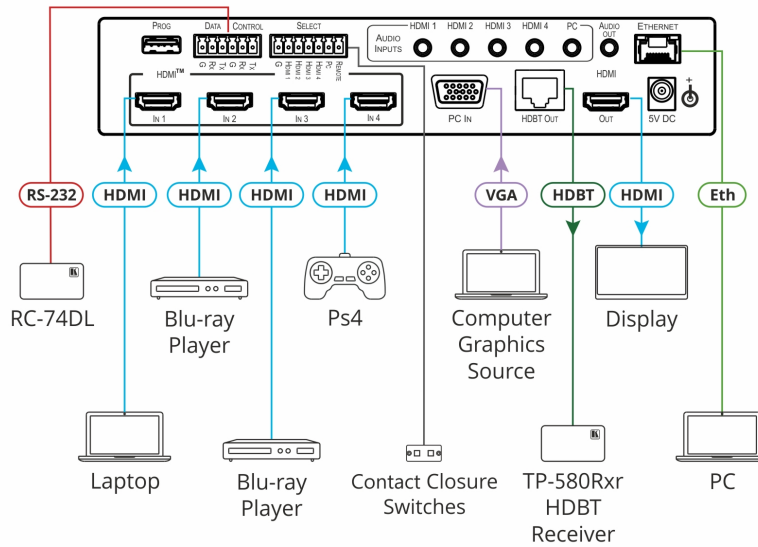 PROG
DATA CONTROL
SELECT
AUDIO INPUTS
HDMI 1
HDMI 2
HDMI 3
HDMI 4
PC
AUDIO OUT
ETHERNET
G
RX
TX
G
RX
TX
G
HDMI 1
HDMI 2
HDMI 3
HDMI 4
PC
REMOTE
HDMI™
IN 1
IN 2
IN 3
IN 4
PC IN
HDBT OUT
HDMI
OUT
5V DC
+
RS-232
HDMI
HDMI
HDMI
HDMI
VGA
HDBT
HDMI
Eth
K
RC-74DL
Blu-ray
Player
Ps4
Computer
Graphics
Source
Display
K
Laptop
Blu-ray
Player
Contact Closure
Switches
TP-580Rxr
HDBT
Receiver
PC